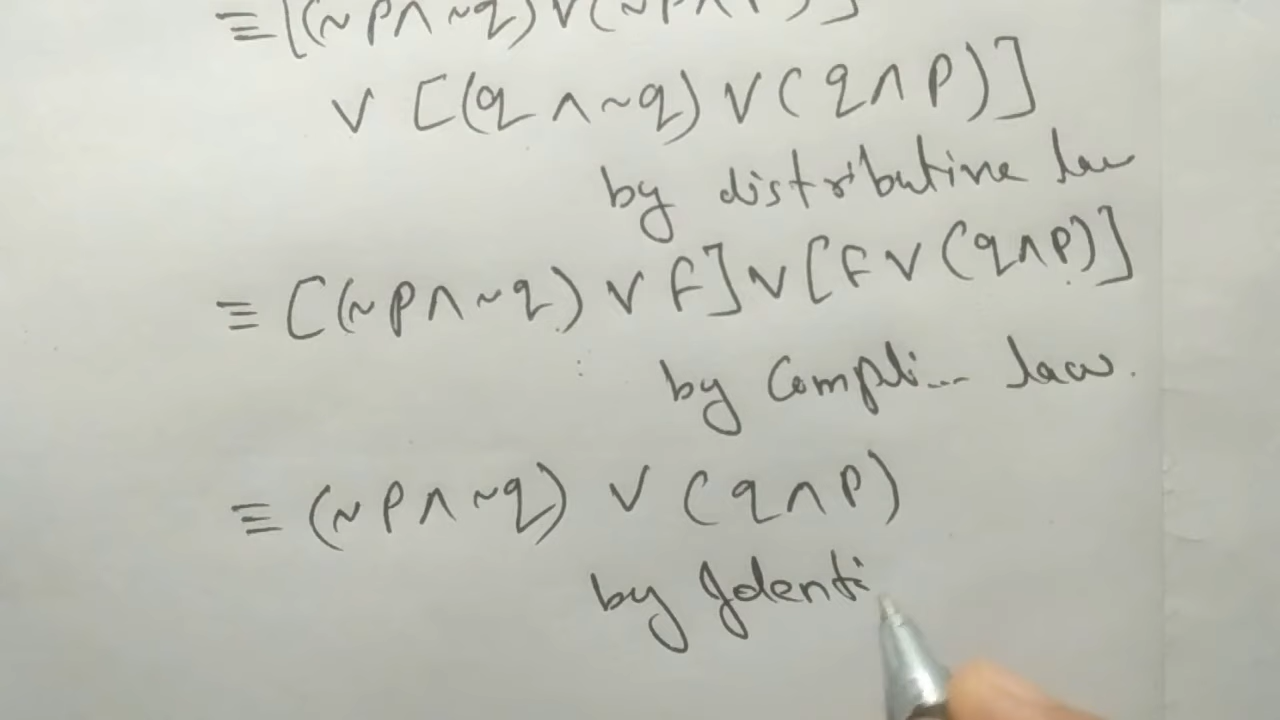 ≡ [(~p∧~q)∨(~p∧p)]
∨ [(q∧~q)∨(q∧p)]
by distributive law
≡ [(~p∧~q)∨F]∨[F∨(q∧p)]
by Compli... law.
≡ (~p∧~q) ∨ (q∧p)
by Identi